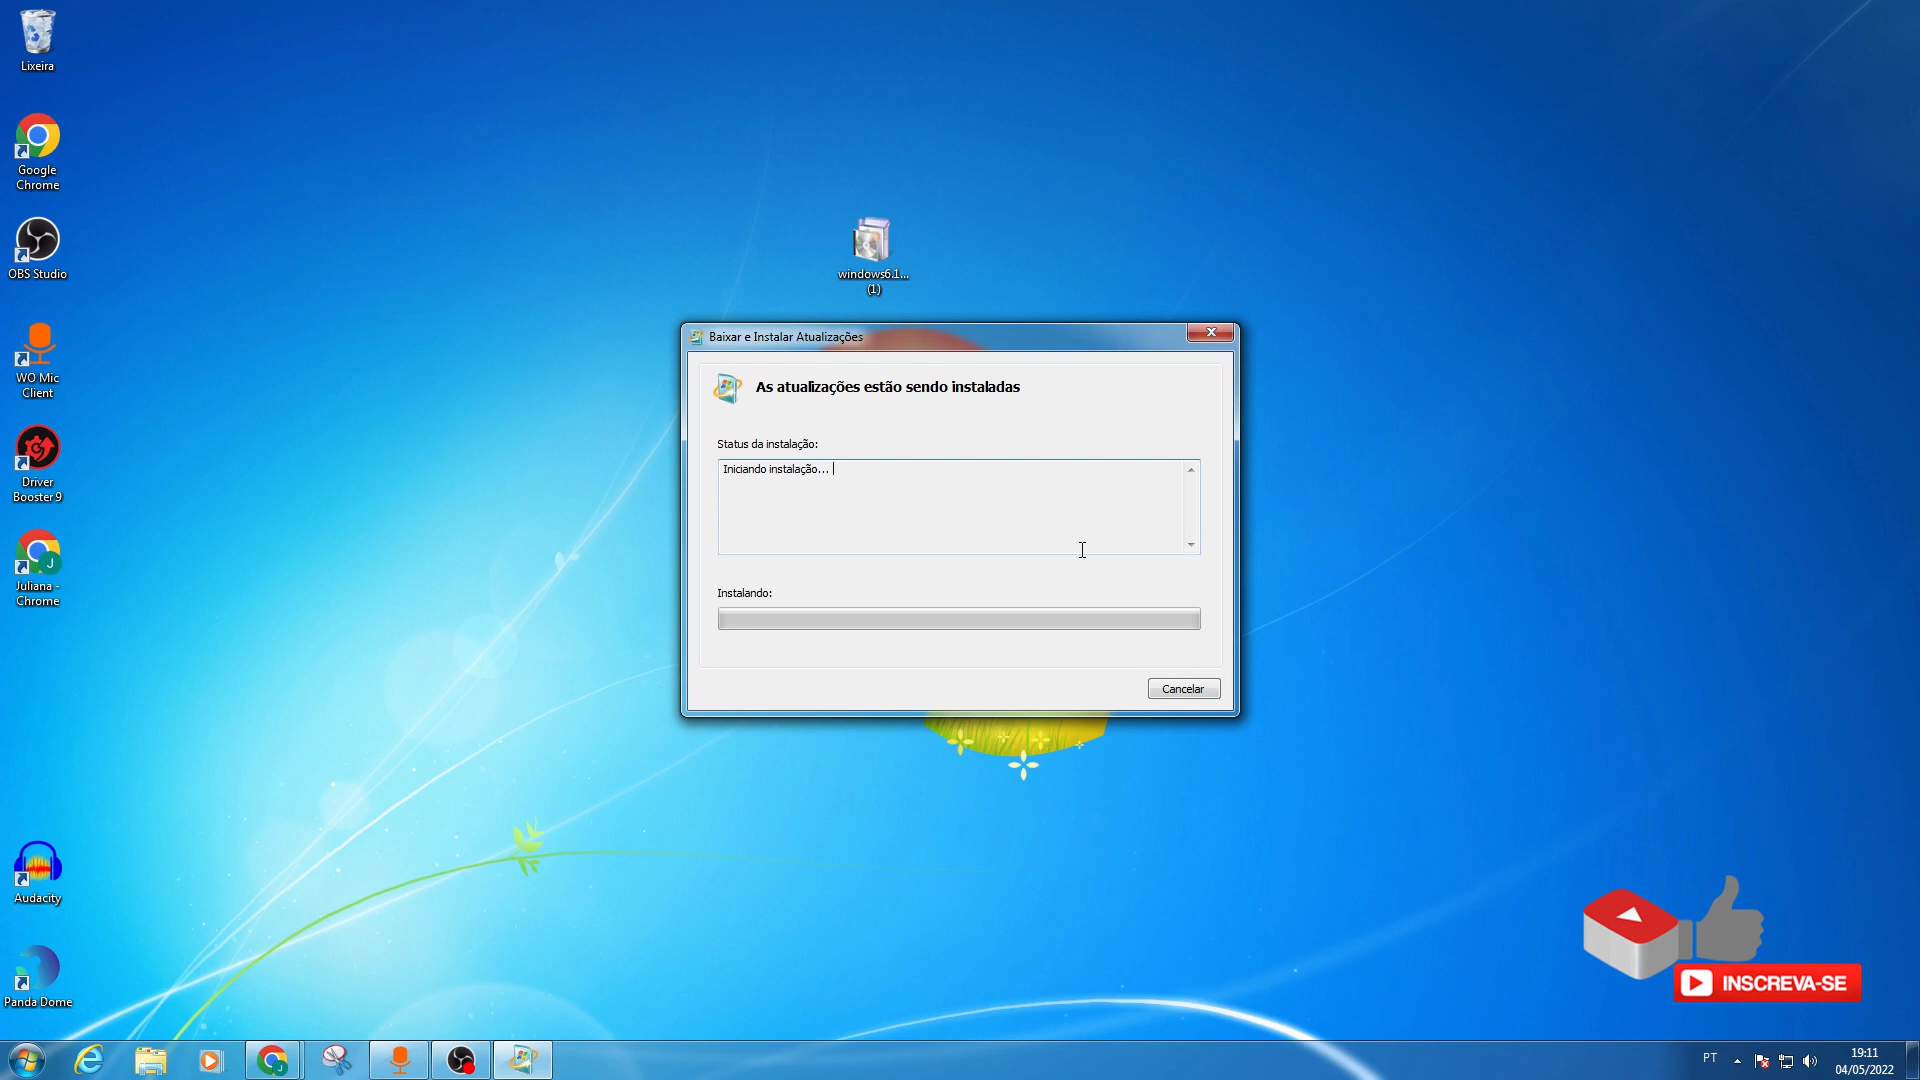 Lixeira
Google
Chrome
OBS Studio
WO Mic
Client
Driver
Booster 9
J
Juliana -
Chrome
Audacity
Panda Dome
windows6.1...
(1)
Baixar e Instalar Atualizações
As atualizações estão sendo instaladas
Status da instalação:
Iniciando instalação...
Instalando:
Cancelar
INSCREVA-SE
J
PT
19:11
04/05/2022